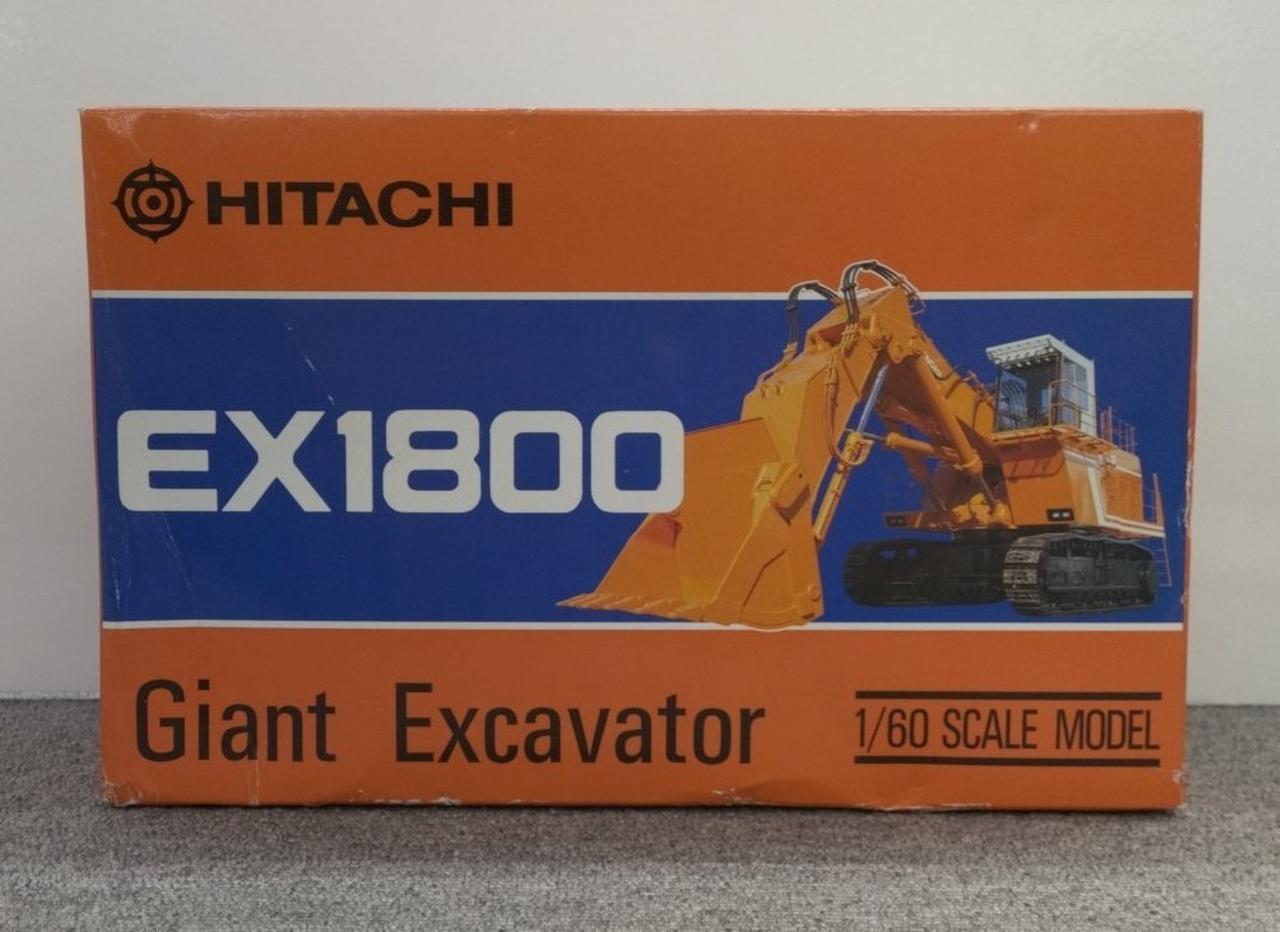 HITACHI
EX1800
Giant Excavator
1/60 SCALE MODEL